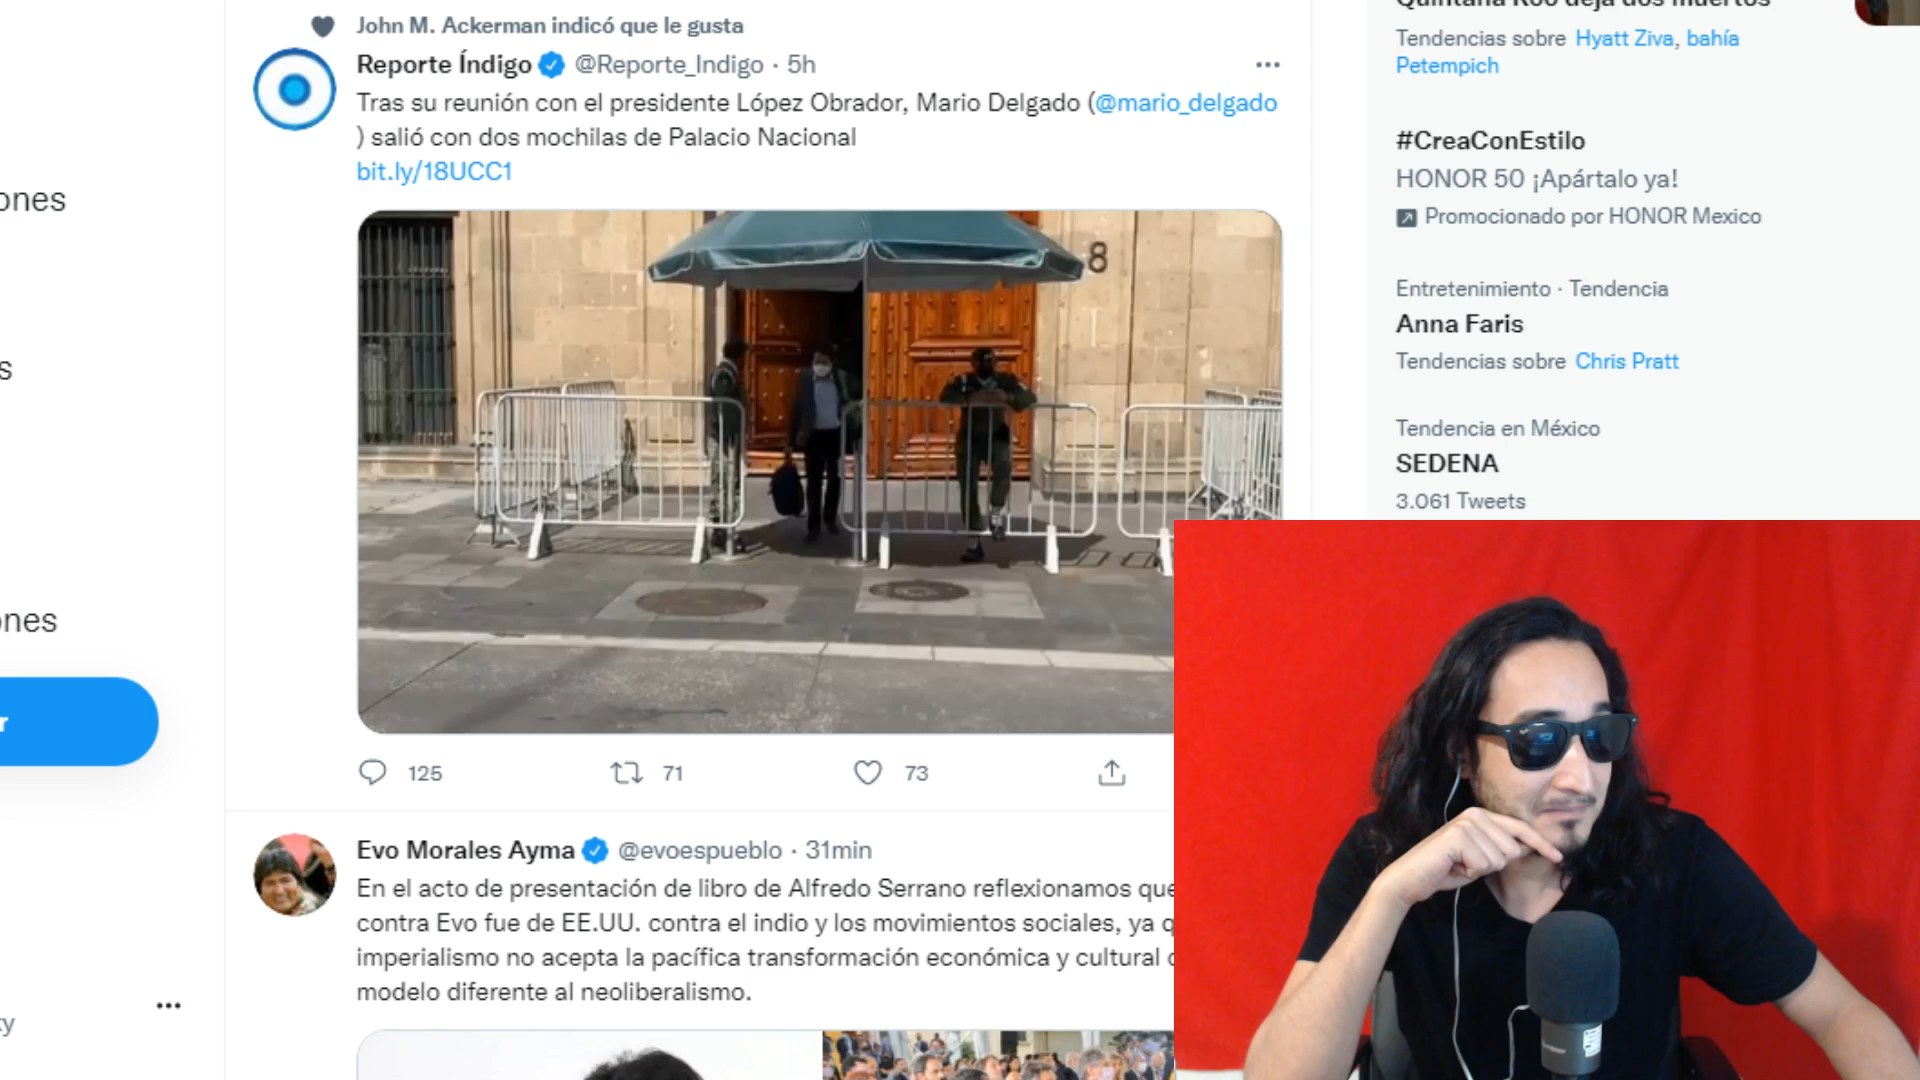 John M. Ackerman indicó que le gusta
Reporte Índigo @Reporte_Indigo · 5h
Tras su reunión con el presidente López Obrador, Mario Delgado (@mario_delgado
) salió con dos mochilas de Palacio Nacional
bit.ly/18UCC1
8
125 71 73
Evo Morales Ayma @evoespueblo · 31min
En el acto de presentación de libro de Alfredo Serrano reflexionamos que
contra Evo fue de EE.UU. contra el indio y los movimientos sociales, ya q
imperialismo no acepta la pacífica transformación económica y cultural
modelo diferente al neoliberalismo.
ones
s
ones
r
y
Quintana Roo deja dos muertos
Tendencias sobre Hyatt Ziva, bahía
Petempich
#CreaConEstilo
HONOR 50 ¡Apártalo ya!
Promocionado por HONOR Mexico
Entretenimiento · Tendencia
Anna Faris
Tendencias sobre Chris Pratt
Tendencia en México
SEDENA
3.061 Tweets